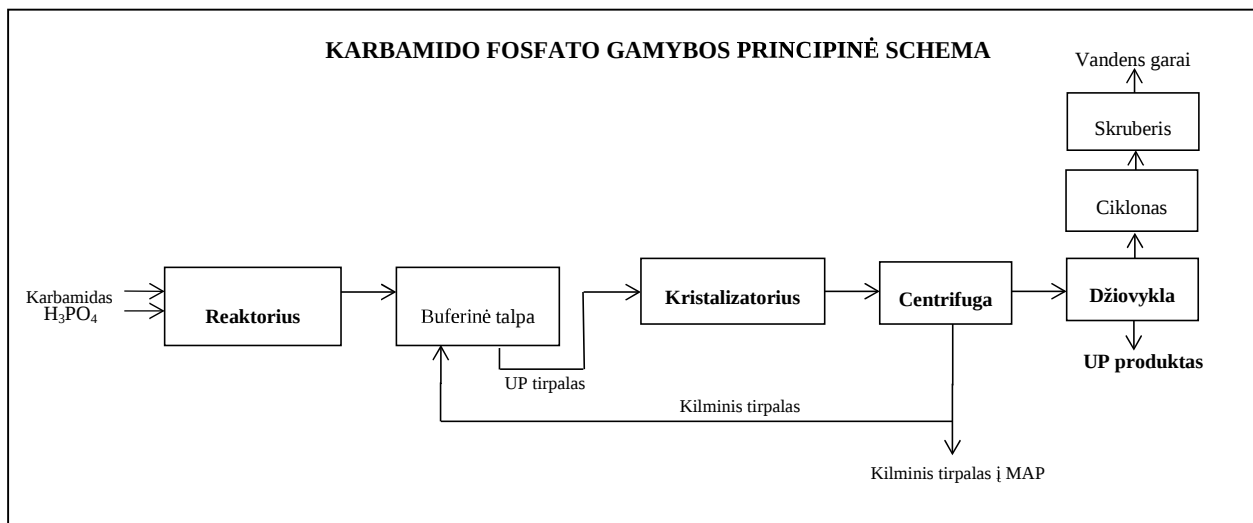 KARBAMIDO FOSFATO GAMYBOS PRINCIPINĖ SCHEMA
Vandens garai
Skruberis
Ciklonas
Karbamidas
H₃PO₄
Reaktorius
Buferinė talpa
Kristalizatorius
Centrifuga
Džiovykla
UP produktas
UP tirpalas
Kilminis tirpalas
Kilminis tirpalas į MAP